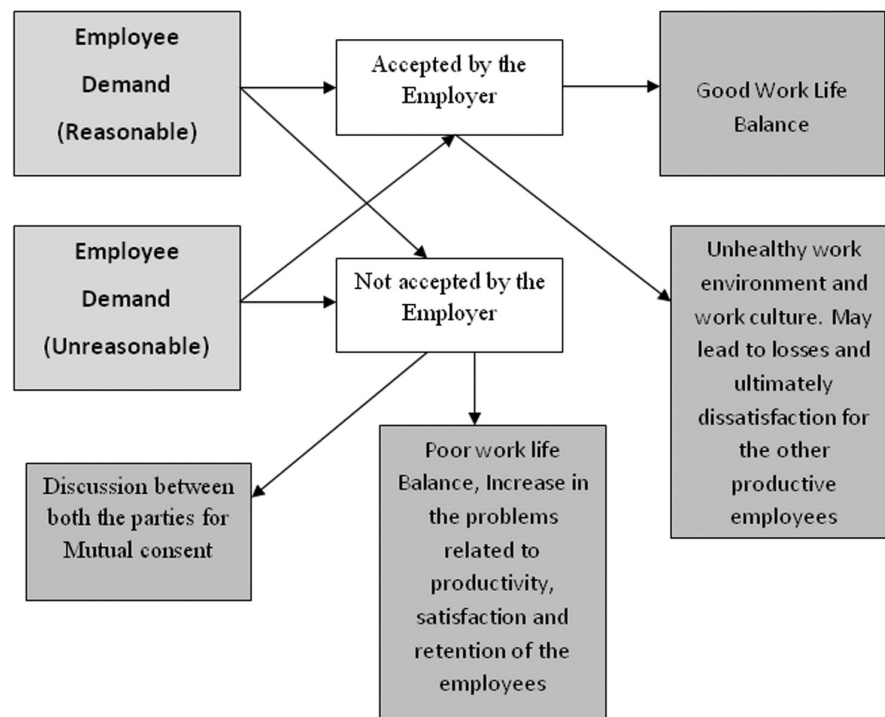 Employee
Demand
(Reasonable)
Accepted by the
Employer
Good Work Life
Balance
Employee
Demand
(Unreasonable)
Not accepted by the
Employer
Unhealthy work
environment and
work culture. May
lead to losses and
ultimately
dissatisfaction for
the other
productive
employees
Discussion between
both the parties for
Mutual consent
Poor work life
Balance, Increase in
the problems
related to
productivity,
satisfaction and
retention of the
employees